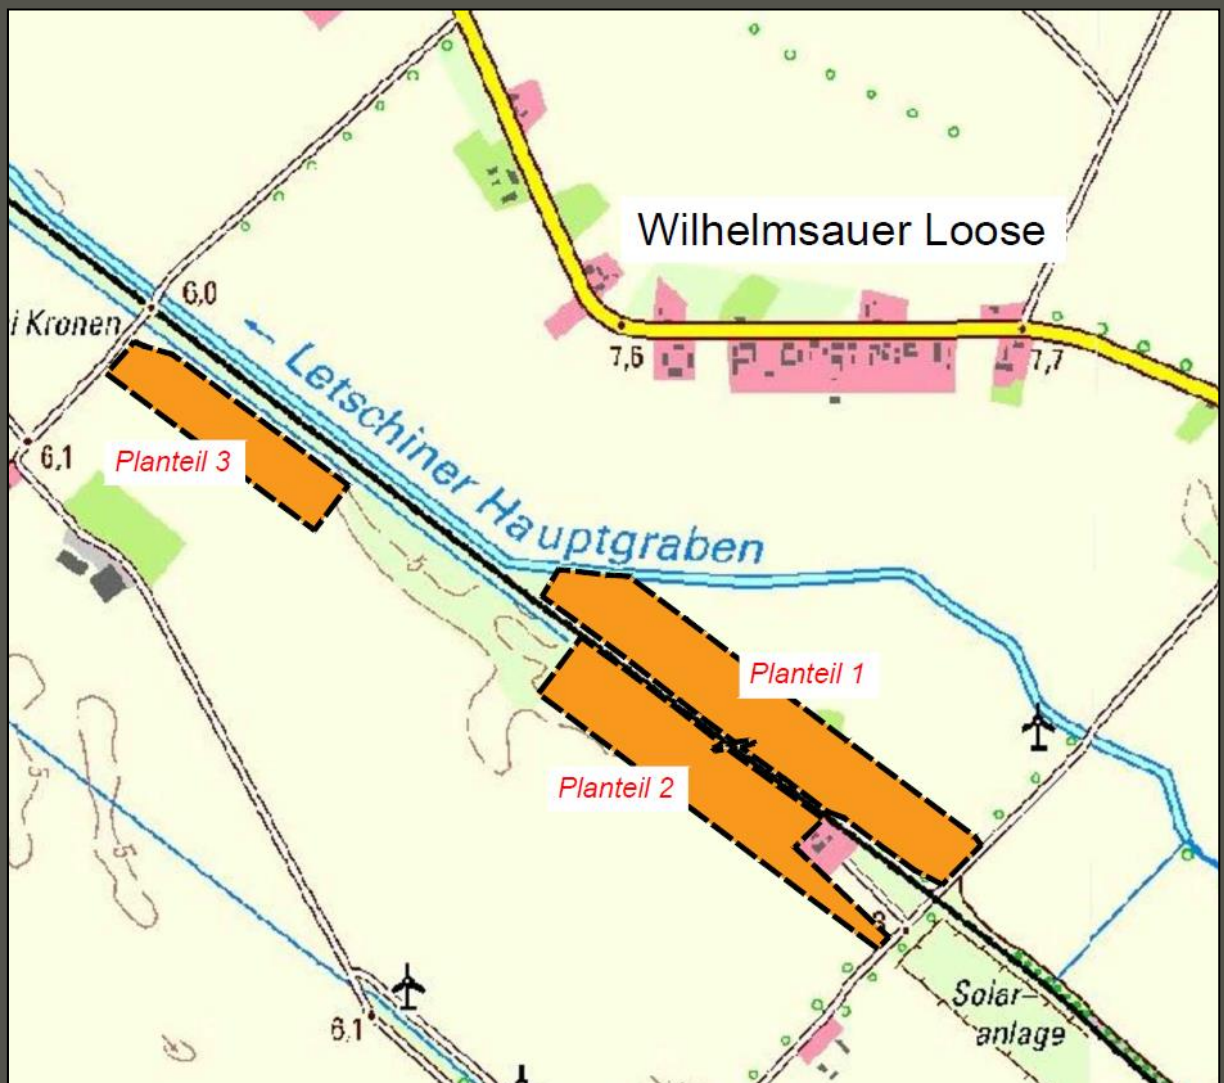 Wilhelmsauer Loose
6,0
i Kronen
7,6
7,7
Letschiner Hauptgraben
6,1
Planteil 3
5
Planteil 1
Planteil 2
5
5
Solar-
anlage
6,1